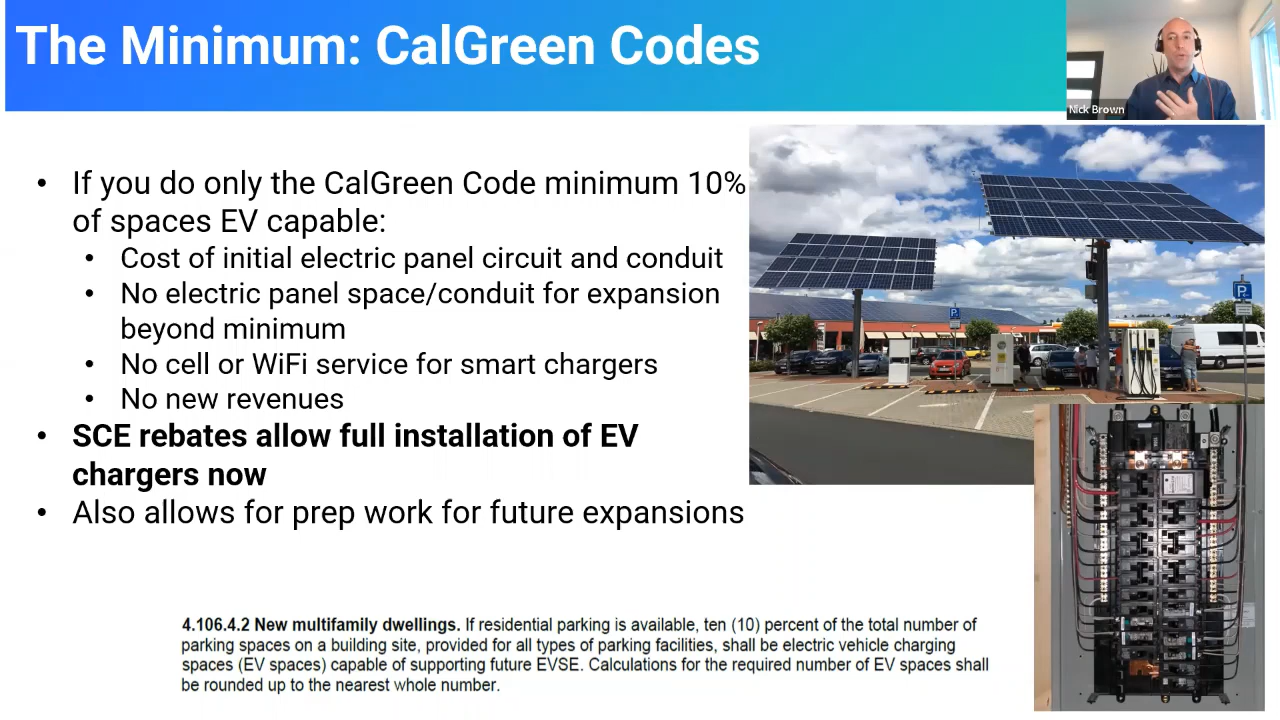 The Minimum: CalGreen Codes
Nick Brown
• If you do only the CalGreen Code minimum 10%
of spaces EV capable:
• Cost of initial electric panel circuit and conduit
• No electric panel space/conduit for expansion
beyond minimum
• No cell or WiFi service for smart chargers
• No new revenues
• SCE rebates allow full installation of EV
chargers now
• Also allows for prep work for future expansions
P
P
4.106.4.2 New multifamily dwellings. If residential parking is available, ten (10) percent of the total number of
parking spaces on a building site, provided for all types of parking facilities, shall be electric vehicle charging
spaces (EV spaces) capable of supporting future EVSE. Calculations for the required number of EV spaces shall
be rounded up to the nearest whole number.